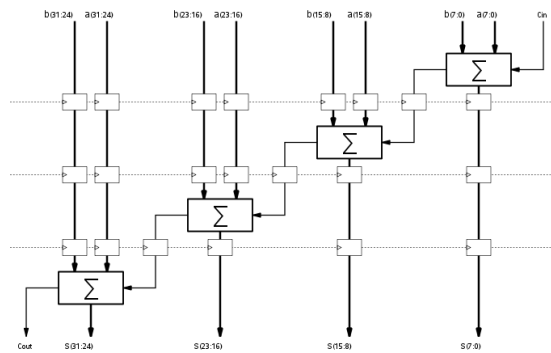 b(31:24) a(31:24) b(23:16) a(23:16) b(15:8) a(15:8) b(7:0) a(7:0) Cin
Σ
Σ
Σ
Σ
Cout S(31:24) S(23:16) S(15:8) S(7:0)